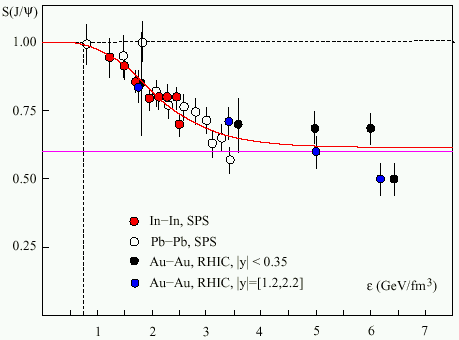 S(J/Ψ)
1.00
0.75
0.50
0.25
In−In, SPS
Pb−Pb, SPS
Au−Au, RHIC, |y| < 0.35
Au−Au, RHIC, |y|=[1.2,2.2]
ε (GeV/fm³)
1 2 3 4 5 6 7